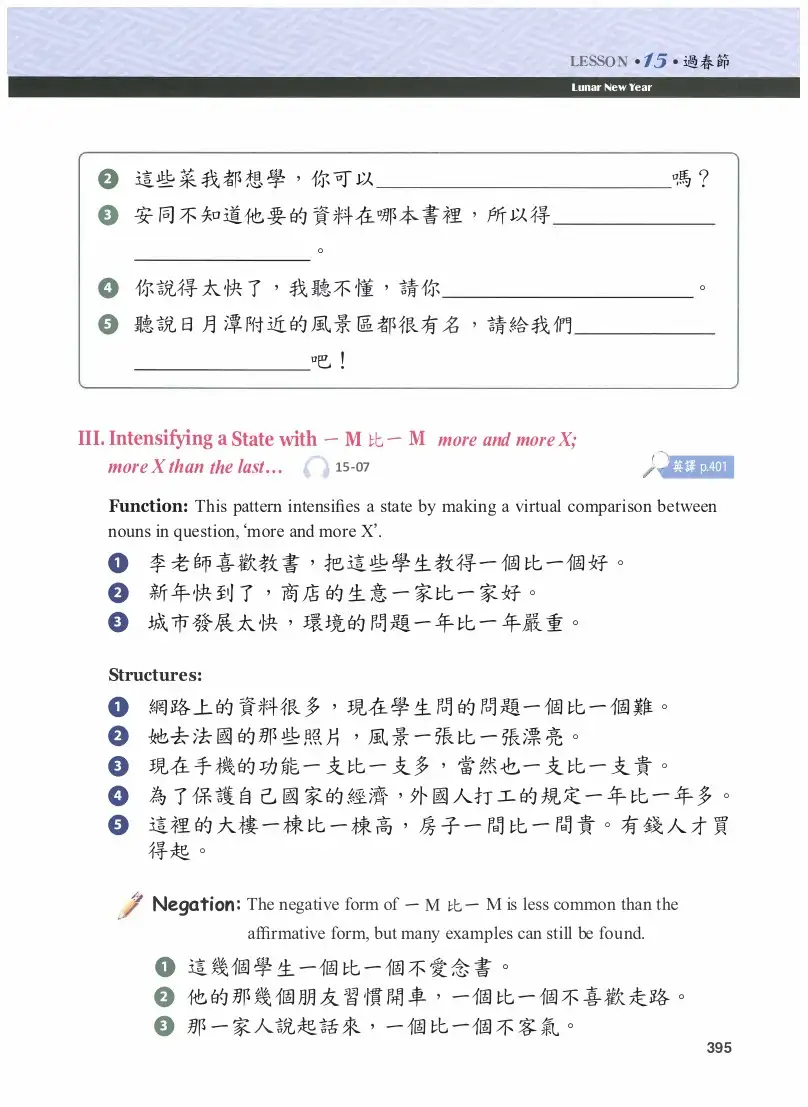 LESSON • 15 • 過春節
Lunar New Year
2 這些菜我都想學，你可以＿＿＿＿＿＿＿＿＿＿嗎？
3 安同不知道他要的資料在哪本書裡，所以得＿＿＿＿＿＿
＿＿＿＿＿＿。
4 你說得太快了，我聽不懂，請你＿＿＿＿＿＿＿＿＿。
5 聽說日月潭附近的風景區都很有名，請給我們＿＿＿＿＿
＿＿＿＿＿＿吧！
III. Intensifying a State with 一 M 比一 M more and more X;
more X than the last… 15-07 英譯 p.401
Function: This pattern intensifies a state by making a virtual comparison between
nouns in question, ‘more and more X’.
1 李老師喜歡教書，把這些學生教得一個比一個好。
2 新年快到了，商店的生意一家比一家好。
3 城市發展太快，環境的問題一年比一年嚴重。
Structures:
1 網路上的資料很多，現在學生問的問題一個比一個難。
2 她去法國的那些照片，風景一張比一張漂亮。
3 現在手機的功能一支比一支多，當然也一支比一支貴。
4 為了保護自己國家的經濟，外國人打工的規定一年比一年多。
5 這裡的大樓一棟比一棟高，房子一間比一間貴。有錢人才買
得起。
Negation: The negative form of 一 M 比一 M is less common than the
affirmative form, but many examples can still be found.
1 這幾個學生一個比一個不愛念書。
2 他的那幾個朋友習慣開車，一個比一個不喜歡走路。
3 那一家人說起話來，一個比一個不客氣。
395